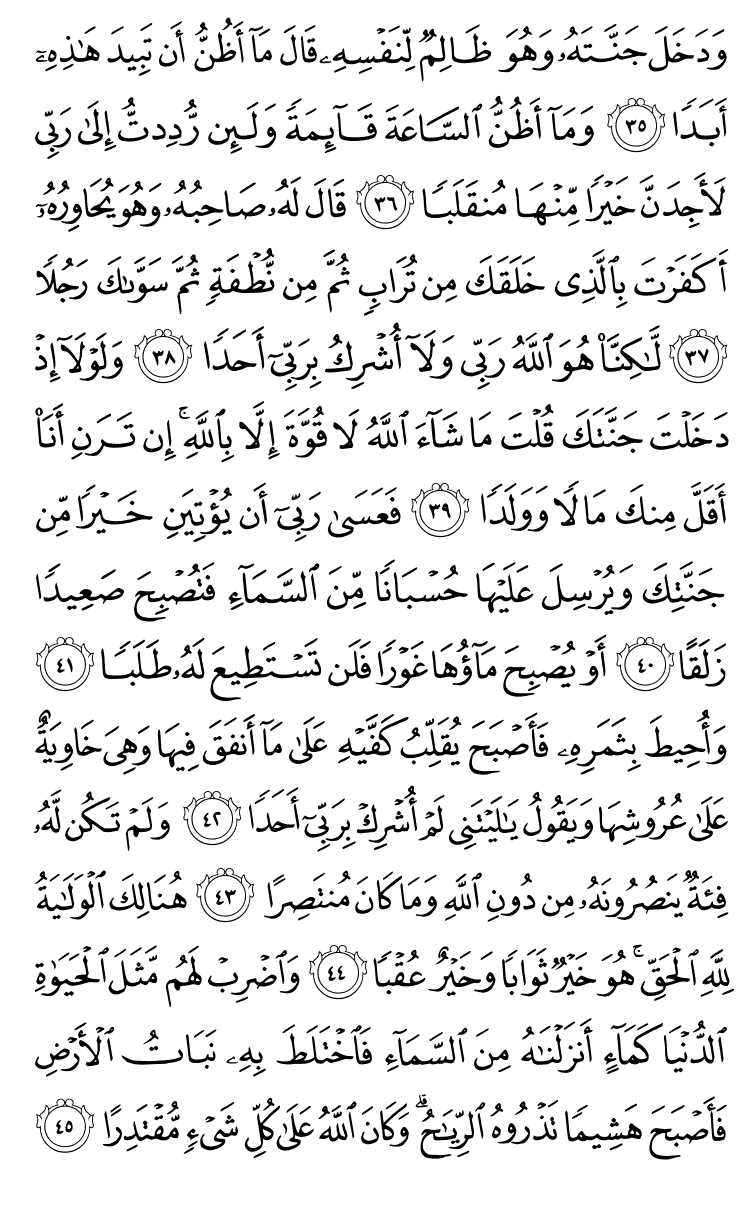 وَدَخَلَ جَنَّتَهُۥ وَهُوَ ظَالِمٌ لِّنَفْسِهِۦ قَالَ مَآ أَظُنُّ أَن تَبِيدَ هَٰذِهِۦٓ
أَبَدًا ٣٥ وَمَآ أَظُنُّ ٱلسَّاعَةَ قَآئِمَةً وَلَئِن رُّدِدتُّ إِلَىٰ رَبِّى
لَأَجِدَنَّ خَيْرًا مِّنْهَا مُنقَلَبًا ٣٦ قَالَ لَهُۥ صَاحِبُهُۥ وَهُوَ يُحَاوِرُهُۥٓ
أَكَفَرْتَ بِٱلَّذِى خَلَقَكَ مِن تُرَابٍ ثُمَّ مِن نُّطْفَةٍ ثُمَّ سَوَّىٰكَ رَجُلًا
٣٧ لَّٰكِنَّا۠ هُوَ ٱللَّهُ رَبِّى وَلَآ أُشْرِكُ بِرَبِّىٓ أَحَدًا ٣٨ وَلَوْلَآ إِذْ
دَخَلْتَ جَنَّتَكَ قُلْتَ مَا شَآءَ ٱللَّهُ لَا قُوَّةَ إِلَّا بِٱللَّهِ ۚ إِن تَرَنِ أَنَا۠
أَقَلَّ مِنكَ مَالًا وَوَلَدًا ٣٩ فَعَسَىٰ رَبِّىٓ أَن يُؤْتِيَنِ خَيْرًا مِّن
جَنَّتِكَ وَيُرْسِلَ عَلَيْهَا حُسْبَانًا مِّنَ ٱلسَّمَآءِ فَتُصْبِحَ صَعِيدًا
زَلَقًا ٤٠ أَوْ يُصْبِحَ مَآؤُهَا غَوْرًا فَلَن تَسْتَطِيعَ لَهُۥ طَلَبًا ٤١
وَأُحِيطَ بِثَمَرِهِۦ فَأَصْبَحَ يُقَلِّبُ كَفَّيْهِ عَلَىٰ مَآ أَنفَقَ فِيهَا وَهِىَ خَاوِيَةٌ
عَلَىٰ عُرُوشِهَا وَيَقُولُ يَٰلَيْتَنِى لَمْ أُشْرِكْ بِرَبِّىٓ أَحَدًا ٤٢ وَلَمْ تَكُن لَّهُۥ
فِئَةٌ يَنصُرُونَهُۥ مِن دُونِ ٱللَّهِ وَمَا كَانَ مُنتَصِرًا ٤٣ هُنَالِكَ ٱلْوَلَٰيَةُ
لِلَّهِ ٱلْحَقِّ ۚ هُوَ خَيْرٌ ثَوَابًا وَخَيْرٌ عُقْبًا ٤٤ وَٱضْرِبْ لَهُم مَّثَلَ ٱلْحَيَوٰةِ
ٱلدُّنْيَا كَمَآءٍ أَنزَلْنَٰهُ مِنَ ٱلسَّمَآءِ فَٱخْتَلَطَ بِهِۦ نَبَاتُ ٱلْأَرْضِ
فَأَصْبَحَ هَشِيمًا تَذْرُوهُ ٱلرِّيَٰحُ ۗ وَكَانَ ٱللَّهُ عَلَىٰ كُلِّ شَىْءٍ مُّقْتَدِرًا ٤٥